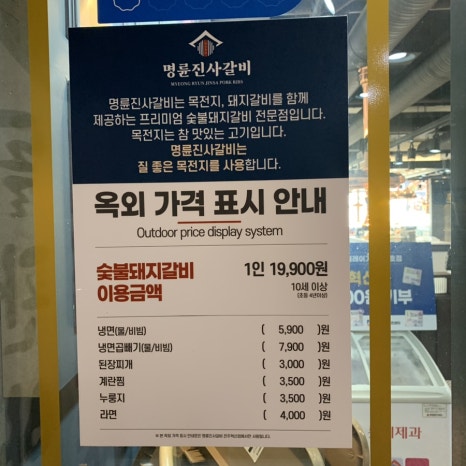 명륜진사갈비
MYEONG RYUN JINSA PORK RIBS
명륜진사갈비는 목전지, 돼지갈비를 함께
제공하는 프리미엄 숯불돼지갈비 전문점입니다.
목전지는 참 맛있는 고기입니다.
명륜진사갈비는
질 좋은 목전지를 사용합니다.
옥외 가격 표시 안내
Outdoor price display system
숯불돼지갈비 1인 19,900원
이용금액 10세 이상
(초등 4년이상)
냉면(물/비빔) ( 5,900 )원
냉면곱빼기(물/비빔) ( 7,900 )원
된장찌개 ( 3,000 )원
계란찜 ( 3,500 )원
누룽지 ( 3,500 )원
라면 ( 4,000 )원